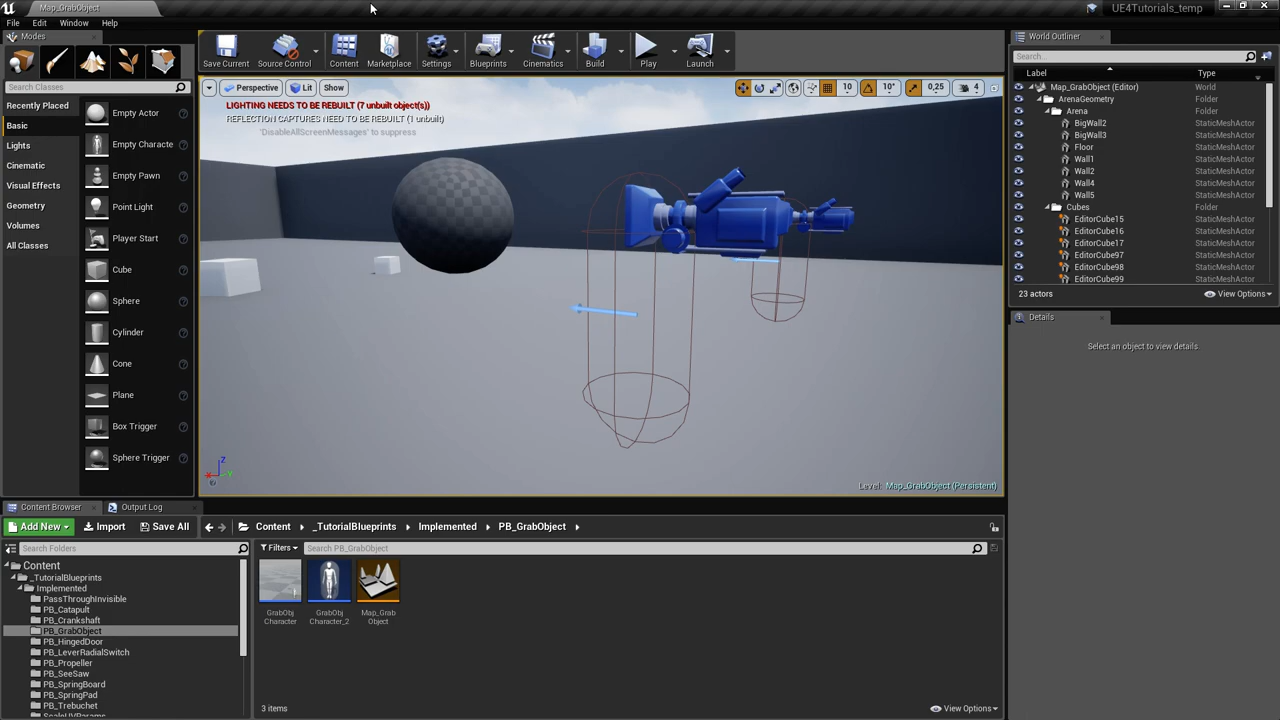 Map_GrabObject
UE4Tutorials_temp
File Edit Window Help
Modes
Search Classes
Recently Placed
Basic
Lights
Cinematic
Visual Effects
Geometry
Volumes
All Classes
Empty Actor
Empty Characte
Empty Pawn
Point Light
Player Start
Cube
Sphere
Cylinder
Cone
Plane
Box Trigger
Sphere Trigger
Save Current Source Control Content Marketplace Settings Blueprints Cinematics Build Play Launch
Perspective Lit Show 10 10° 0,25 4
LIGHTING NEEDS TO BE REBUILT (7 unbuilt object(s))
REFLECTION CAPTURES NEED TO BE REBUILT (1 unbuilt)
'DisableAllScreenMessages' to suppress
Z
X Y
Level: Map_GrabObject (Persistent)
World Outliner
Search...
Label Type
Map_GrabObject (Editor) World
ArenaGeometry Folder
Arena Folder
BigWall2 StaticMeshActor
BigWall3 StaticMeshActor
Floor StaticMeshActor
Wall1 StaticMeshActor
Wall2 StaticMeshActor
Wall4 StaticMeshActor
Wall5 StaticMeshActor
Cubes Folder
EditorCube15 StaticMeshActor
EditorCube16 StaticMeshActor
EditorCube17 StaticMeshActor
EditorCube97 StaticMeshActor
EditorCube98 StaticMeshActor
EditorCube99 StaticMeshActor
23 actors View Options
Details
Select an object to view details.
Content Browser Output Log
Add New Import Save All Content _TutorialBlueprints Implemented PB_GrabObject
Search Folders
Content
_TutorialBlueprints
Implemented
PassThroughInvisible
PB_Catapult
PB_Crankshaft
PB_GrabObject
PB_HingedDoor
PB_LeverRadialSwitch
PB_Propeller
PB_SeeSaw
PB_SpringBoard
PB_SpringPad
PB_Trebuchet
ScaleUVParams
Filters Search PB_GrabObject
GrabObj
Character
GrabObj
Character_2
Map_Grab
Object
3 items View Options